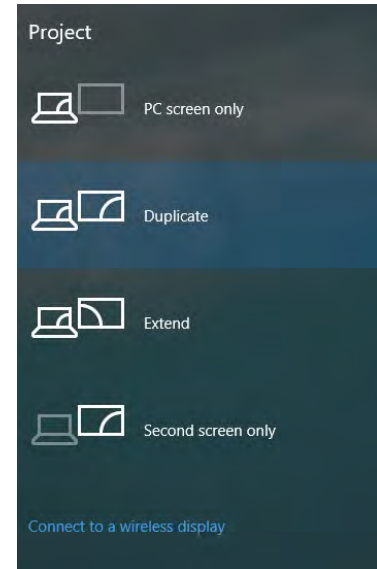 Project
PC screen only
Duplicate
Extend
Second screen only
Connect to a wireless display